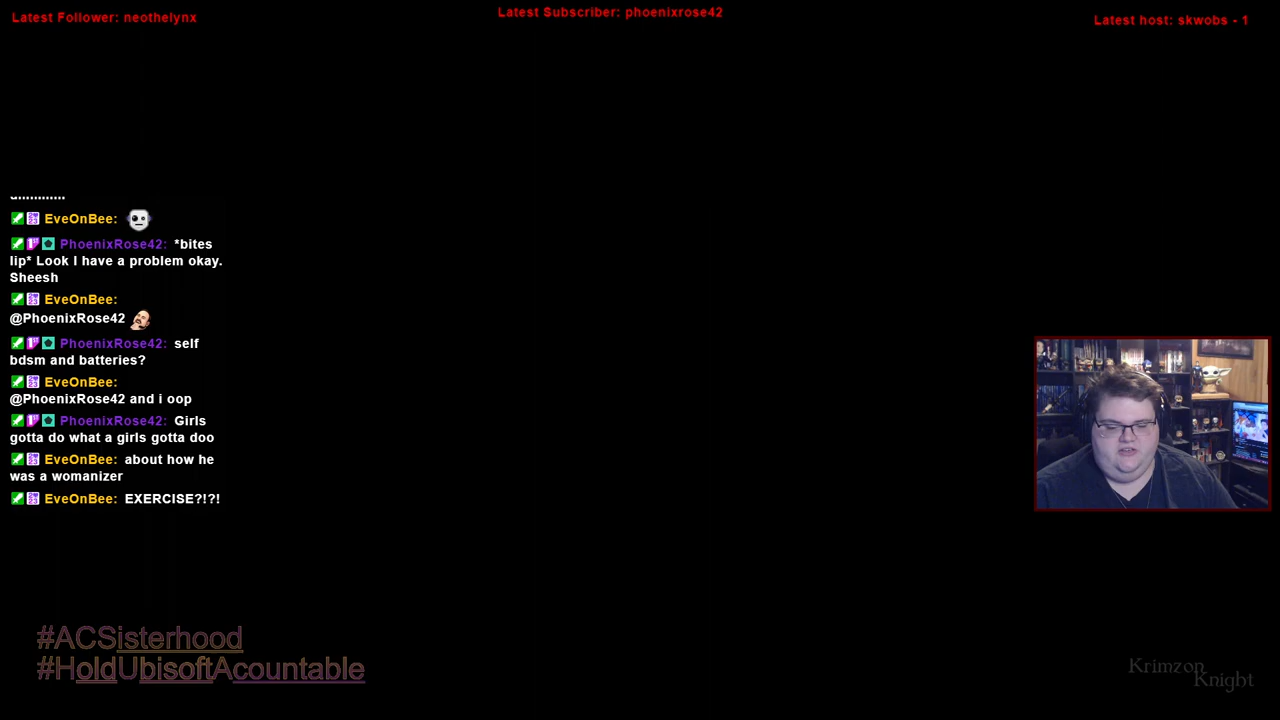 Latest Follower: neothelynx
Latest Subscriber: phoenixrose42
Latest host: skwobs - 1
EveOnBee:
PhoenixRose42: *bites
lip* Look I have a problem okay.
Sheesh
EveOnBee:
@PhoenixRose42
PhoenixRose42: self
bdsm and batteries?
EveOnBee:
@PhoenixRose42 and i oop
PhoenixRose42: Girls
gotta do what a girls gotta doo
EveOnBee: about how he
was a womanizer
EveOnBee: EXERCISE?!?!
#ACSisterhood
#HoldUbisoftAcountable
Krimzon
Knight